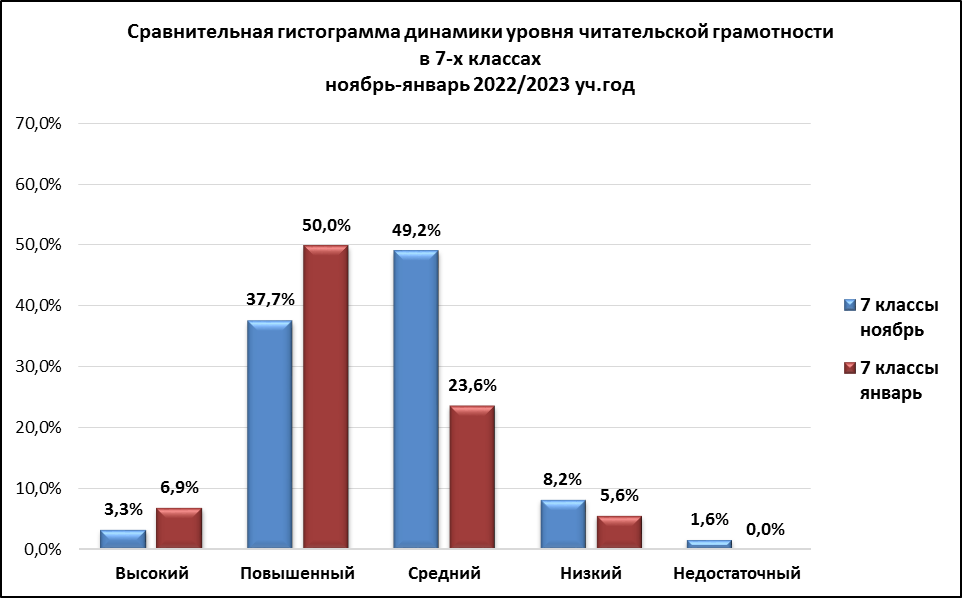 Сравнительная гистограмма динамики уровня читательской грамотности
в 7-х классах
ноябрь-январь 2022/2023 уч.год
70,0%
60,0%
50,0%
40,0%
30,0%
20,0%
10,0%
0,0%
3,3%
6,9%
37,7%
50,0%
49,2%
23,6%
8,2%
5,6%
1,6%
0,0%
Высокий
Повышенный
Средний
Низкий
Недостаточный
7 классы
ноябрь
7 классы
январь